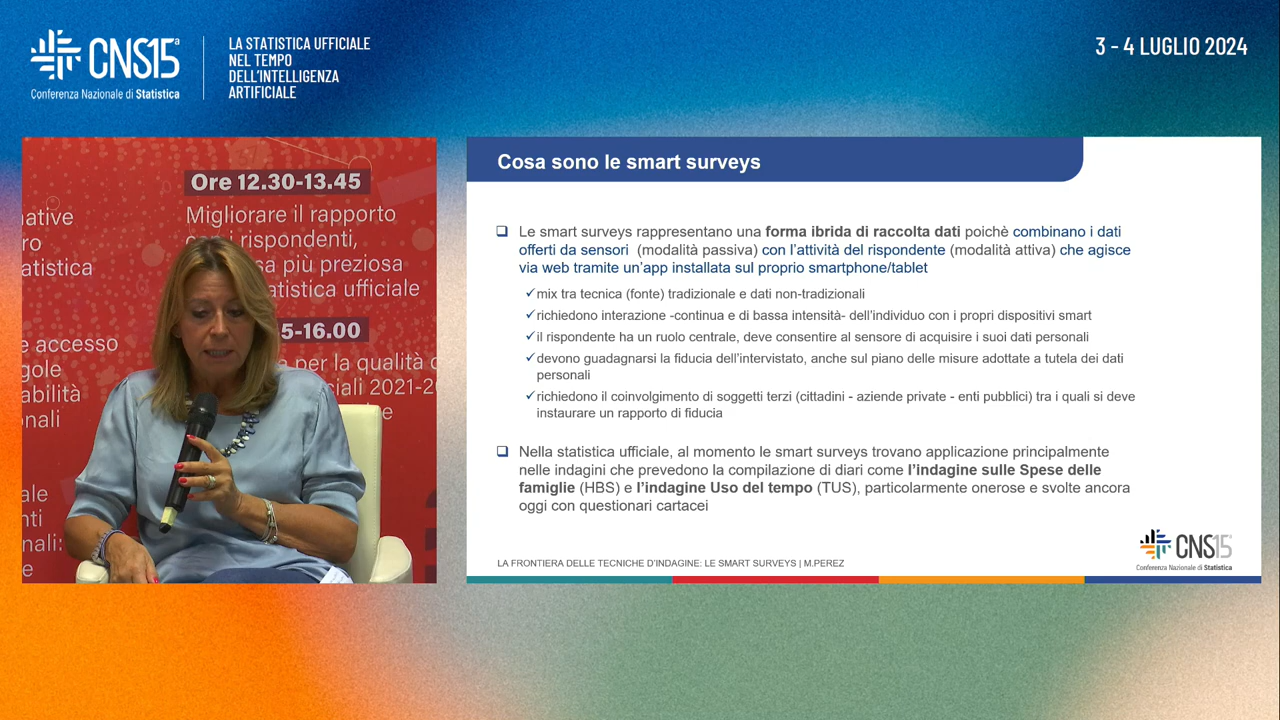 CNS15ª
Conferenza Nazionale di Statistica
LA STATISTICA UFFICIALE
NEL TEMPO
DELL'INTELLIGENZA
ARTIFICIALE
3 - 4 LUGLIO 2024
Ore 12.30-13.45
Migliorare il rapporto
i rispondenti,
sa più preziosa
atistica ufficiale
5-16.00
per la qualità
ciali 2021-2
ative
ro
atistica
e accesso
gole
abilità
onali
ale
nti
nali:
e
Cosa sono le smart surveys
❑ Le smart surveys rappresentano una forma ibrida di raccolta dati poichè combinano i dati
offerti da sensori (modalità passiva) con l'attività del rispondente (modalità attiva) che agisce
via web tramite un'app installata sul proprio smartphone/tablet
✓mix tra tecnica (fonte) tradizionale e dati non-tradizionali
✓richiedono interazione -continua e di bassa intensità- dell'individuo con i propri dispositivi smart
✓il rispondente ha un ruolo centrale, deve consentire al sensore di acquisire i suoi dati personali
✓devono guadagnarsi la fiducia dell'intervistato, anche sul piano delle misure adottate a tutela dei dati
personali
✓richiedono il coinvolgimento di soggetti terzi (cittadini - aziende private - enti pubblici) tra i quali si deve
instaurare un rapporto di fiducia
❑ Nella statistica ufficiale, al momento le smart surveys trovano applicazione principalmente
nelle indagini che prevedono la compilazione di diari come l'indagine sulle Spese delle
famiglie (HBS) e l'indagine Uso del tempo (TUS), particolarmente onerose e svolte ancora
oggi con questionari cartacei
LA FRONTIERA DELLE TECNICHE D'INDAGINE: LE SMART SURVEYS | M.PEREZ
CNS15
Conferenza Nazionale di Statistica